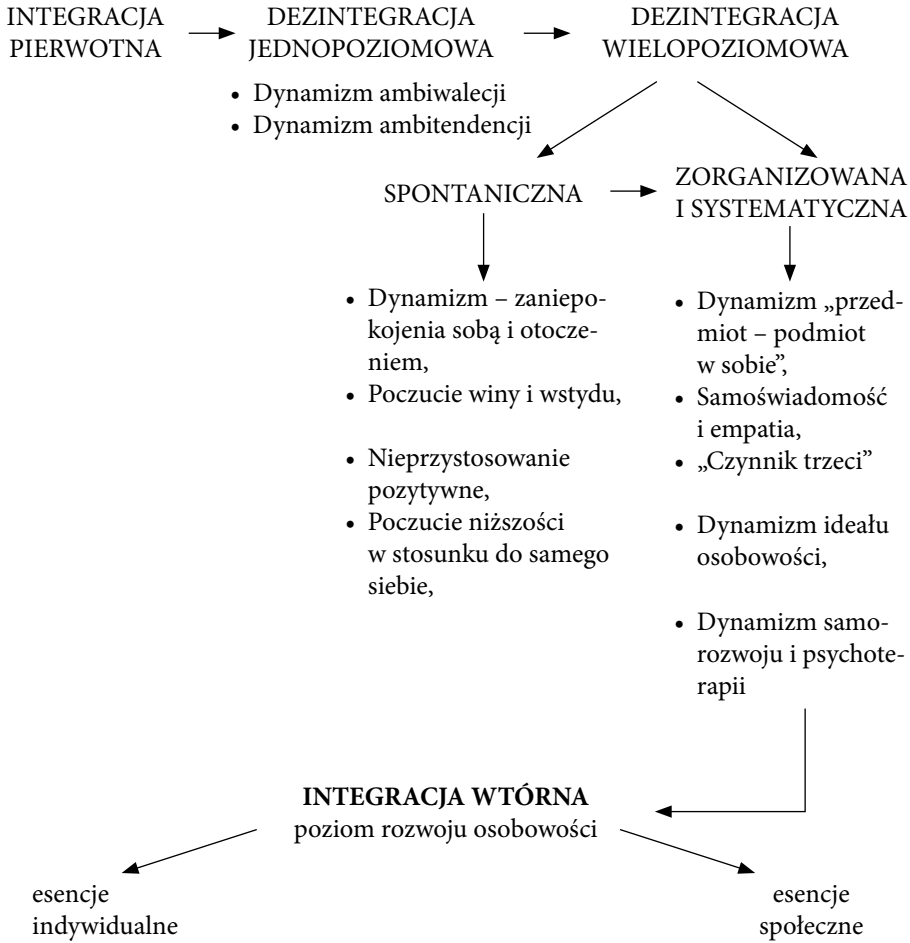 INTEGRACJA
PIERWOTNA
DEZINTEGRACJA
JEDNOPOZIOMOWA
DEZINTEGRACJA
WIELOPOZIOMOWA
• Dynamizm ambiwalecji
• Dynamizm ambitendencji
SPONTANICZNA
ZORGANIZOWANA
I SYSTEMATYCZNA
• Dynamizm – zaniepo-
kojenia sobą i otocze-
niem,
• Poczucie winy i wstydu,
• Nieprzystosowanie
pozytywne,
• Poczucie niższości
w stosunku do samego
siebie,
• Dynamizm „przed-
miot – podmiot
w sobie”,
• Samoświadomość
i empatia,
• „Czynnik trzeci”
• Dynamizm ideału
osobowości,
• Dynamizm samo-
rozwoju i psychote-
rapii
INTEGRACJA WTÓRNA
poziom rozwoju osobowości
esencje
indywidualne
esencje
społeczne